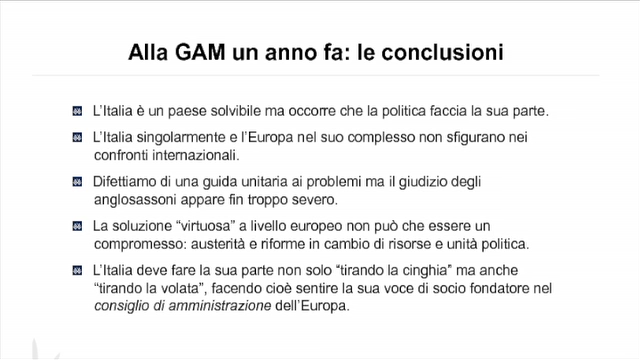 Alla GAM un anno fa: le conclusioni
L'Italia è un paese solvibile ma occorre che la politica faccia la sua parte.
L'Italia singolarmente e l'Europa nel suo complesso non sfigurano nei
confronti internazionali.
Difettiamo di una guida unitaria ai problemi ma il giudizio degli
anglosassoni appare fin troppo severo.
La soluzione “virtuosa” a livello europeo non può che essere un
compromesso: austerità e riforme in cambio di risorse e unità politica.
L'Italia deve fare la sua parte non solo “tirando la cinghia” ma anche
“tirando la volata”, facendo cioè sentire la sua voce di socio fondatore nel
consiglio di amministrazione dell'Europa.